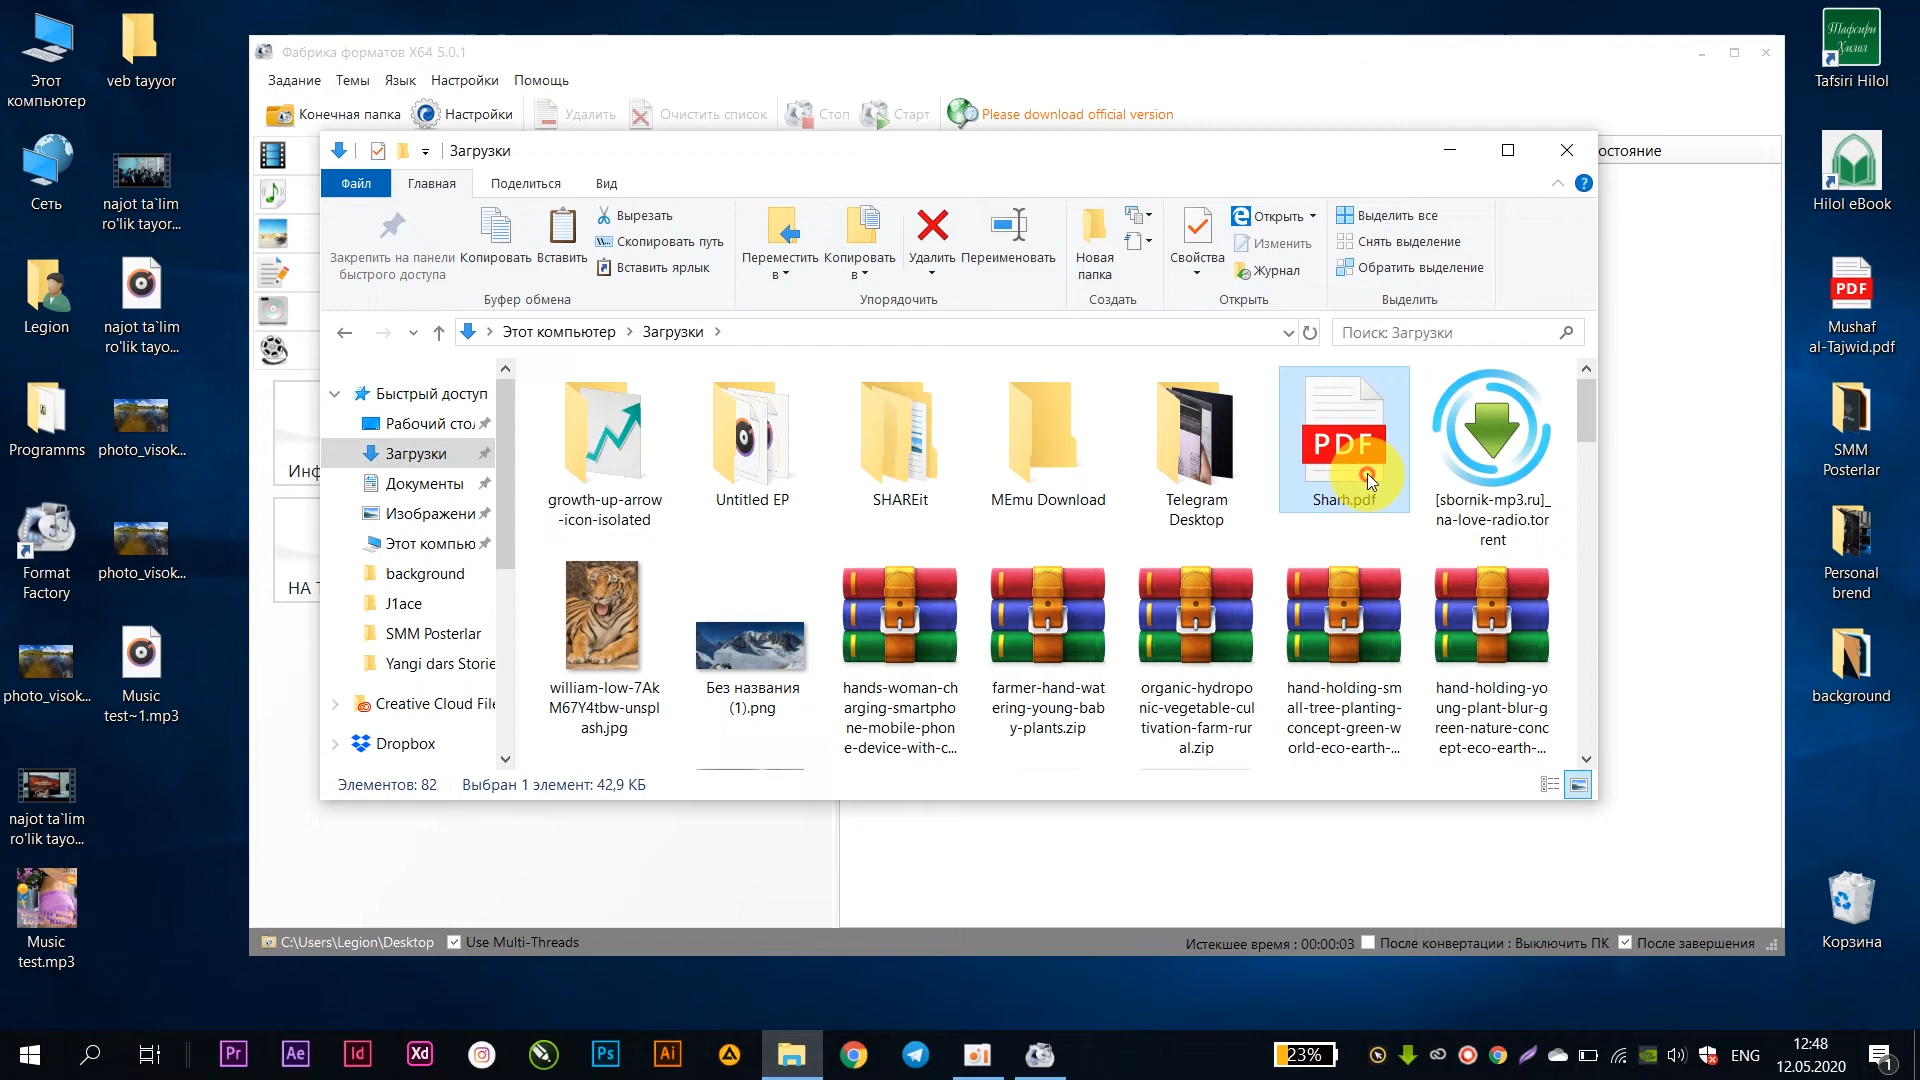 Этот
компьютер
veb tayyor
Сеть
najot ta`lim
ro'lik tayor...
Legion
najot ta`lim
ro'lik tayo...
Programms
photo_visok...
Format
Factory
photo_visok...
photo_visok...
Music
test~1.mp3
najot ta`lim
ro'lik tayo...
Music
test.mp3
Фабрика форматов X64 5.0.1
Задание Темы Язык Настройки Помощь
Конечная папка Настройки Удалить Очистить список Стоп Старт Please download official version
остояние
Инф
НА
Загрузки
Файл Главная Поделиться Вид
Закрепить на панели
быстрого доступа
Копировать
Вставить
Вырезать
Скопировать путь
Вставить ярлык
Буфер обмена
Переместить
в
Копировать
в
Удалить
Переименовать
Упорядочить
Новая
папка
Создать
Свойства
Открыть
Изменить
Журнал
Открыть
Выделить все
Снять выделение
Обратить выделение
Выделить
Этот компьютер Загрузки
Поиск: Загрузки
Быстрый доступ
Рабочий сто
Загрузки
Документы
Изображени
Этот компью
background
J1ace
SMM Posterlar
Yangi dars Storie
Creative Cloud File
Dropbox
growth-up-arrow
-icon-isolated
Untitled EP
SHAREit
MEmu Download
Telegram
Desktop
PDF
Sharh.pdf
[sbornik-mp3.ru]_
na-love-radio.tor
rent
william-low-7Ak
M67Y4tbw-unspl
ash.jpg
Без названия
(1).png
hands-woman-ch
arging-smartpho
ne-mobile-phon
e-device-with-c...
farmer-hand-wat
ering-young-bab
y-plants.zip
organic-hydropo
nic-vegetable-cul
tivation-farm-rur
al.zip
hand-holding-sm
all-tree-planting-
concept-green-w
orld-eco-earth-...
hand-holding-yo
ung-plant-blur-g
reen-nature-conc
ept-eco-earth-...
Элементов: 82 Выбран 1 элемент: 42,9 КБ
C:\Users\Legion\Desktop Use Multi-Threads
Истекшее время : 00:00:03 После конвертации : Выключить ПК После завершения
Тафсири
Ҳилол
Tafsiri Hilol
Hilol eBook
PDF
Mushaf
al-Tajwid.pdf
SMM
Posterlar
Personal
brend
background
Корзина
Pr Ae Id Xd Ps Ai
23%
ENG
12:48
12.05.2020
1